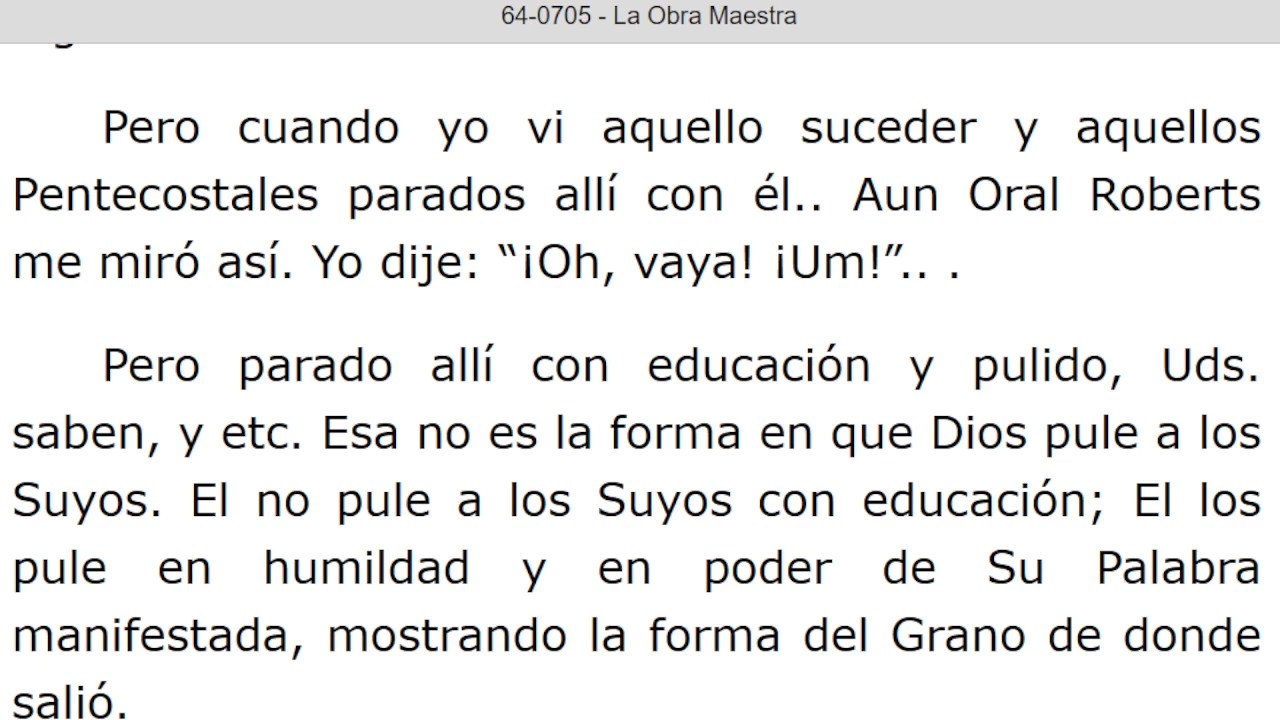 64-0705 - La Obra Maestra
Pero cuando yo vi aquello suceder y aquellos
Pentecostales parados allí con él.. Aun Oral Roberts
me miró así. Yo dije: “¡Oh, vaya! ¡Um!”.. .
Pero parado allí con educación y pulido, Uds.
saben, y etc. Esa no es la forma en que Dios pule a los
Suyos. El no pule a los Suyos con educación; El los
pule en humildad y en poder de Su Palabra
manifestada, mostrando la forma del Grano de donde
salió.